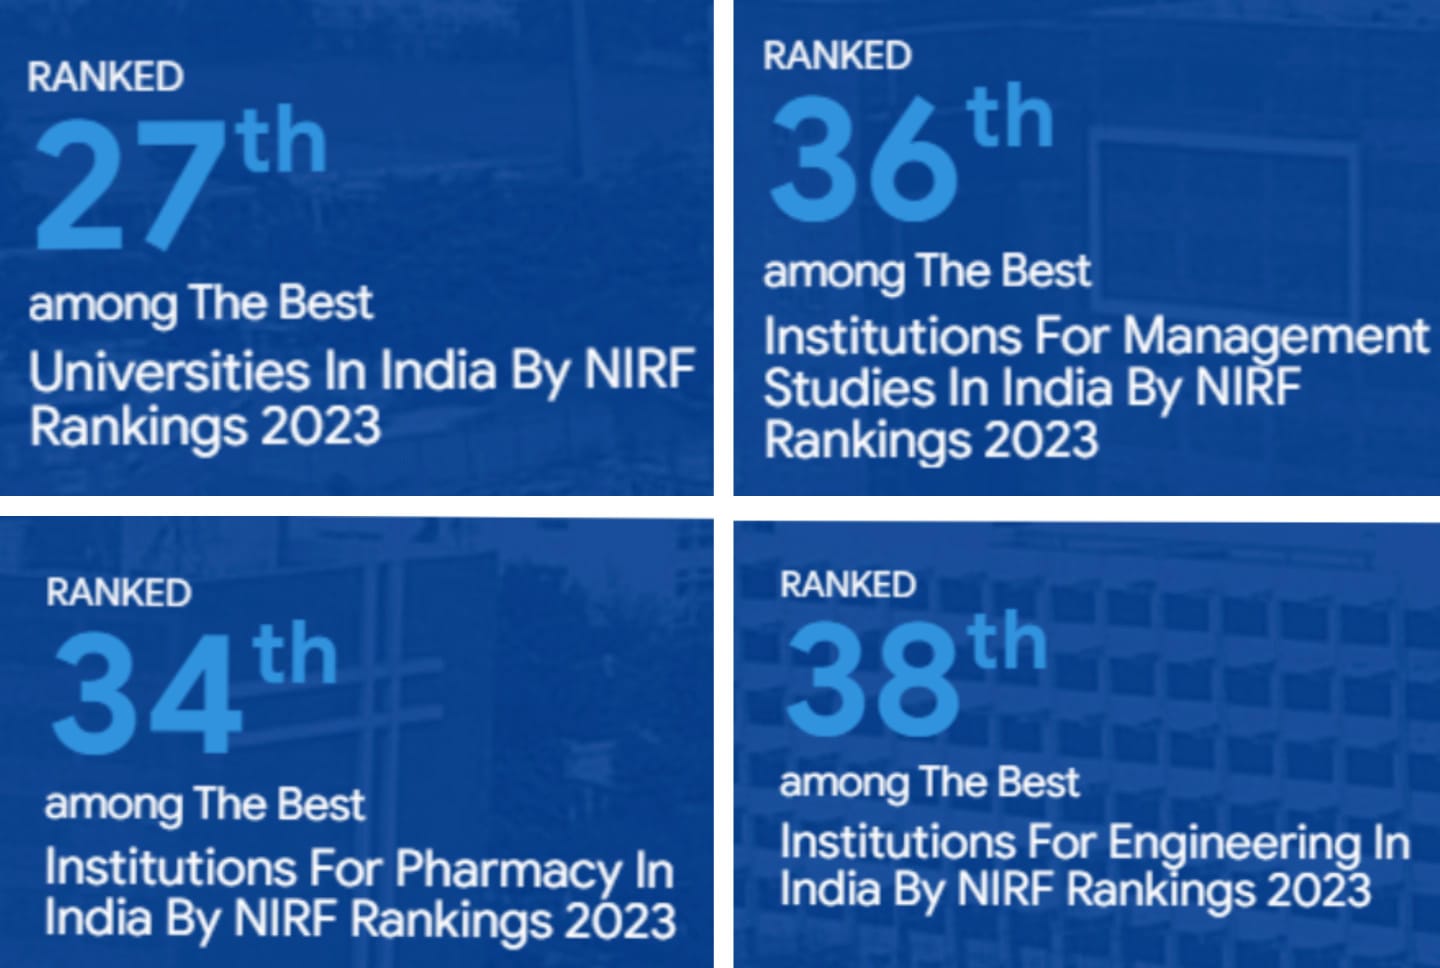 RANKED
27th
among The Best
Universities In India By NIRF
Rankings 2023
RANKED
36th
among The Best
Institutions For Management
Studies In India By NIRF
Rankings 2023
RANKED
34th
among The Best
Institutions For Pharmacy In
India By NIRF Rankings 2023
RANKED
38th
among The Best
Institutions For Engineering In
India By NIRF Rankings 2023